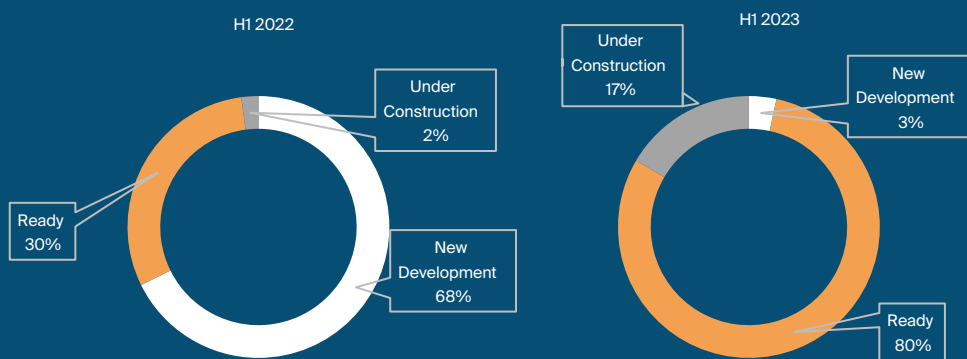 H1 2022
Under
Construction
2%
Ready
30%
New
Development
68%
H1 2023
Under
Construction
17%
New
Development
3%
Ready
80%